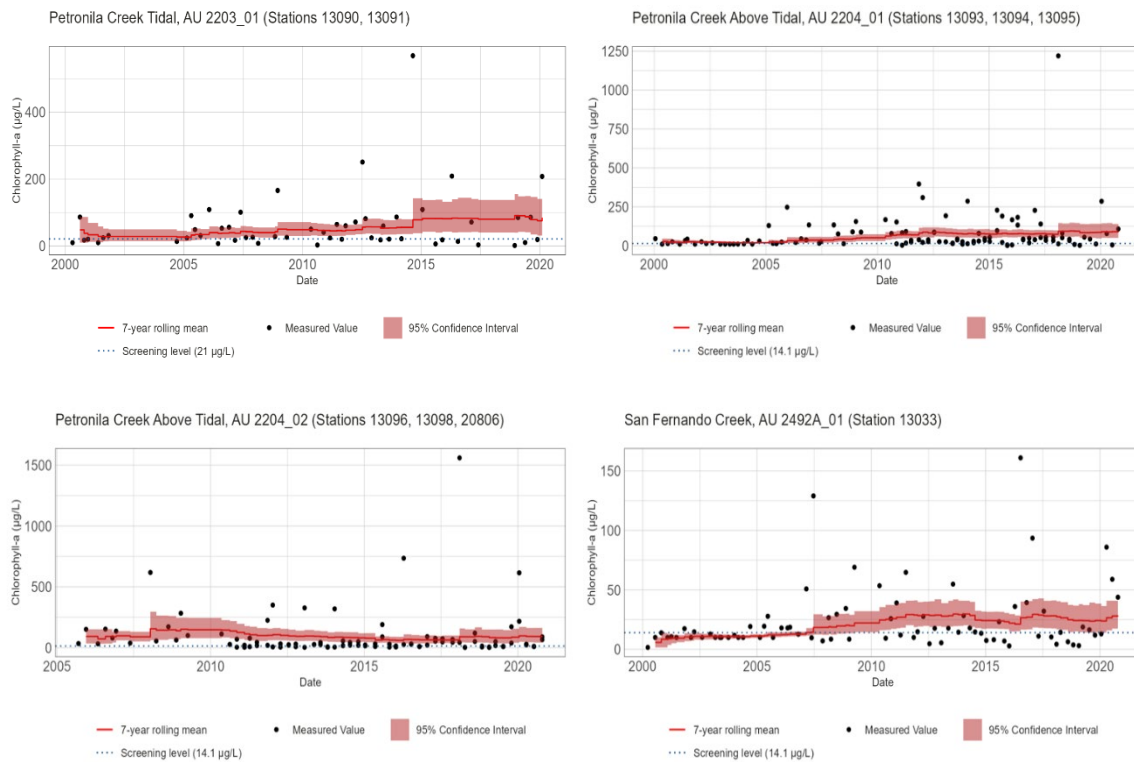 Petronila Creek Tidal, AU 2203_01 (Stations 13090, 13091)
Chlorophyll-a (µg/L)
400
200
0
2000 2005 2010 2015 2020
Date
7-year rolling mean Measured Value 95% Confidence Interval
Screening level (21 µg/L)
Petronila Creek Above Tidal, AU 2204_01 (Stations 13093, 13094, 13095)
Chlorophyll-a (µg/L)
1250
1000
750
500
250
0
2000 2005 2010 2015 2020
Date
7-year rolling mean Measured Value 95% Confidence Interval
Screening level (14.1 µg/L)
Petronila Creek Above Tidal, AU 2204_02 (Stations 13096, 13098, 20806)
Chlorophyll-a (µg/L)
1500
1000
500
0
2005 2010 2015 2020
Date
7-year rolling mean Measured Value 95% Confidence Interval
Screening level (14.1 µg/L)
San Fernando Creek, AU 2492A_01 (Station 13033)
Chlorophyll-a (µg/L)
150
100
50
0
2000 2005 2010 2015 2020
Date
7-year rolling mean Measured Value 95% Confidence Interval
Screening level (14.1 µg/L)